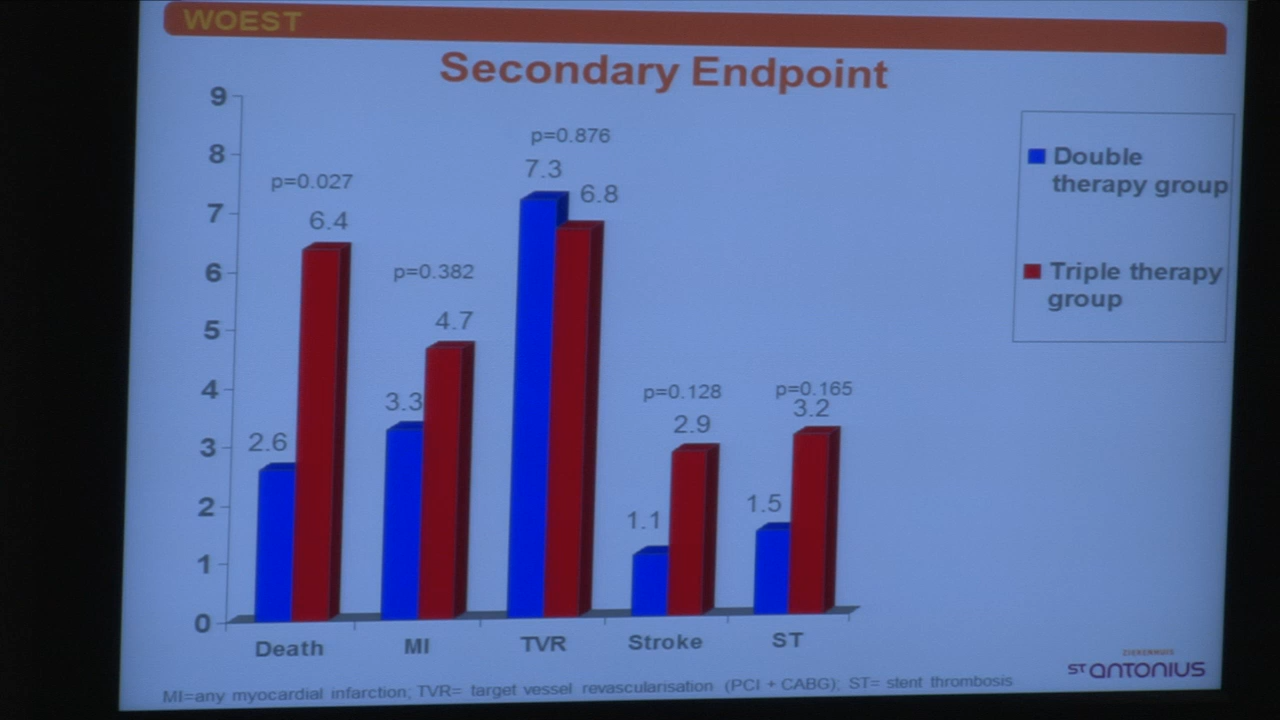 WOEST
Secondary Endpoint
9
8
7
6
5
4
3
2
1
0
p=0.027
2.6
6.4
p=0.382
3.3
4.7
p=0.876
7.3
6.8
p=0.128
1.1
2.9
p=0.165
1.5
3.2
Death
MI
TVR
Stroke
ST
Double
therapy group
Triple therapy
group
MI=any myocardial infarction; TVR= target vessel revascularisation (PCI + CABG); ST= stent thrombosis
ZIEKENHUIS
ST ANTONIUS